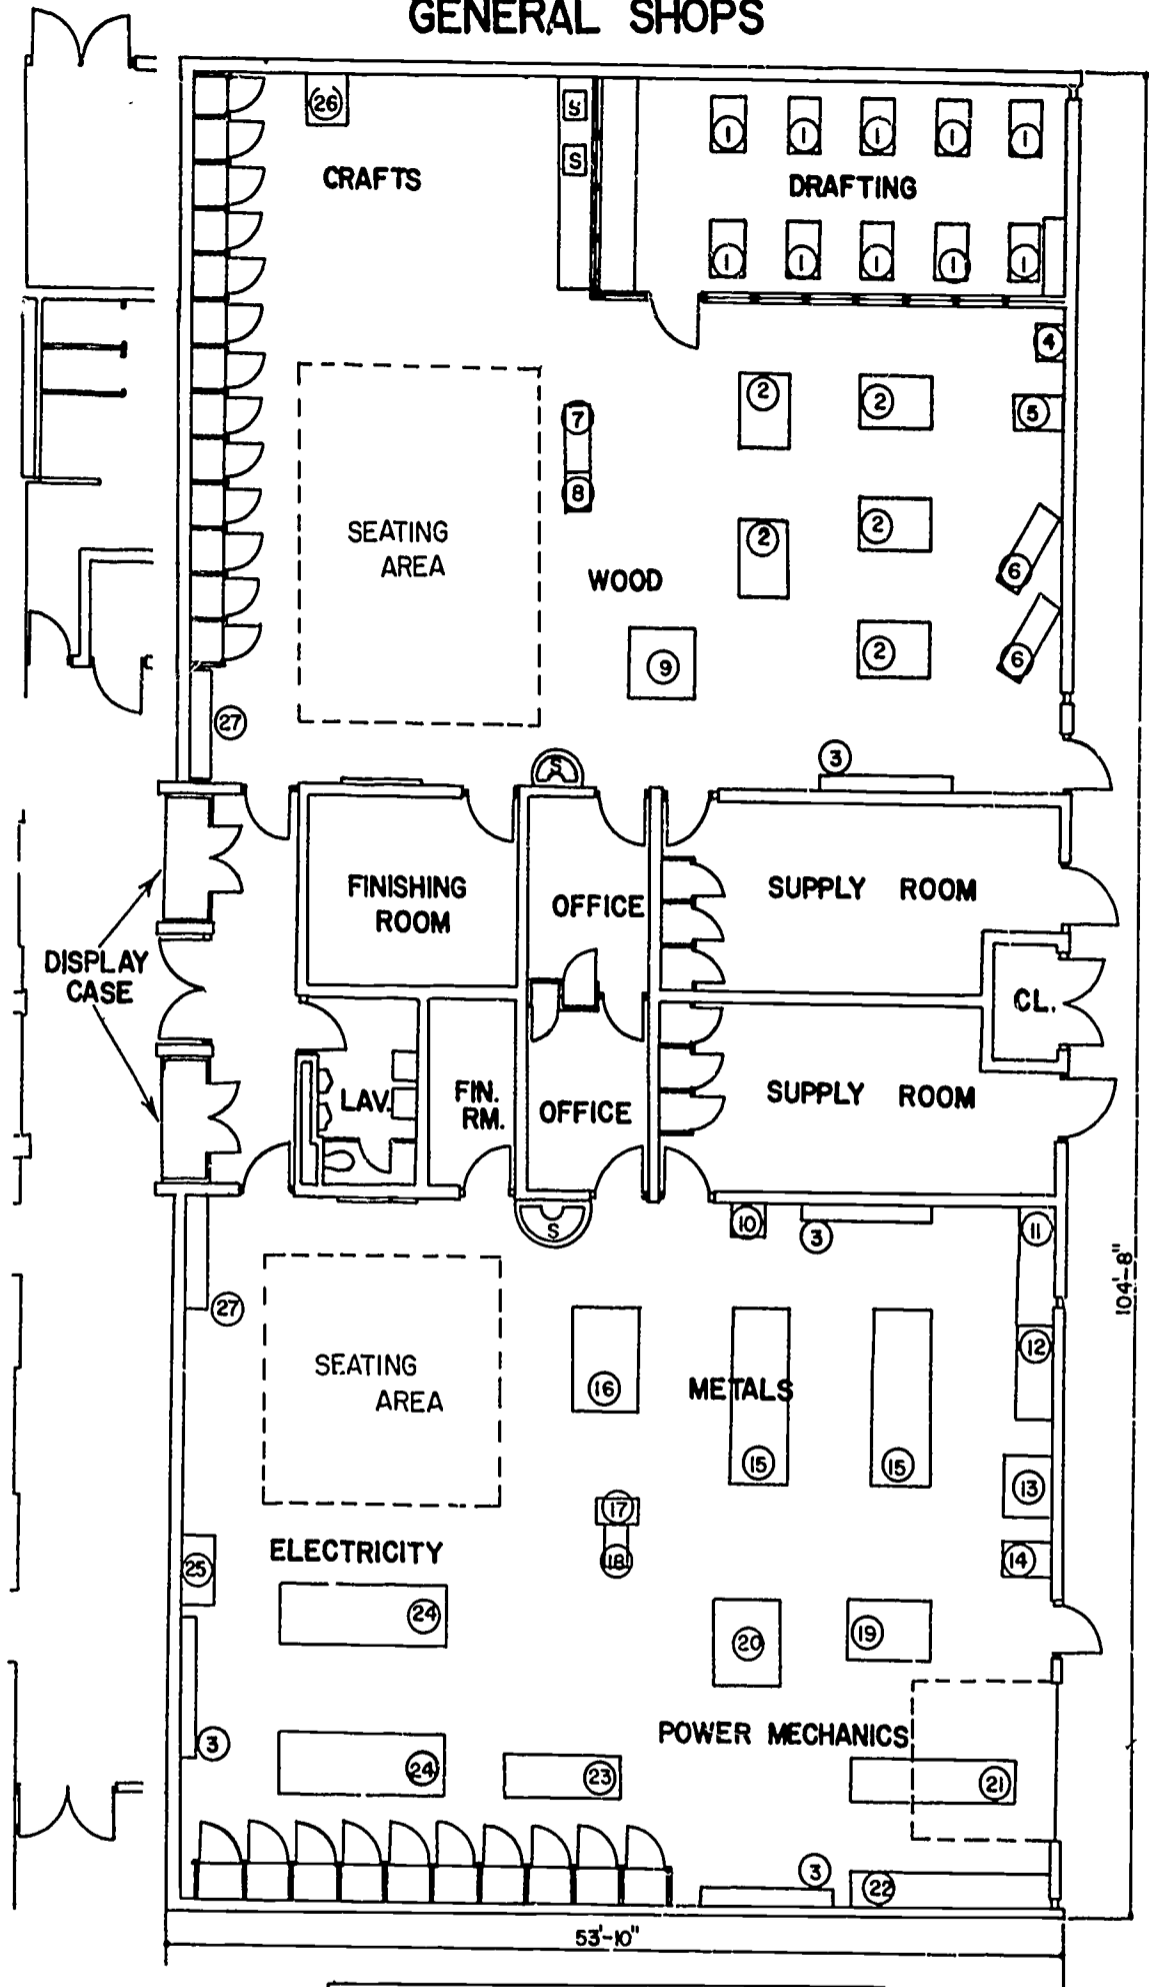 GENERAL SHOPS
26
S
S
CRAFTS
DRAFTING
1 1 1 1 1
1 1 1 1 1
4
2
2
5
7
8
SEATING
AREA
2
2
WOOD
6
9
2
6
27
3
S
FINISHING
ROOM
OFFICE
SUPPLY ROOM
DISPLAY
CASE
CL.
LAV.
FIN.
RM.
OFFICE
SUPPLY ROOM
S
10
3
11
27
104'-8"
12
SEATING
AREA
16
METALS
15
15
13
17
ELECTRICITY
25
18
14
24
20
19
3
POWER MECHANICS
24
23
21
3
22
53'-10"